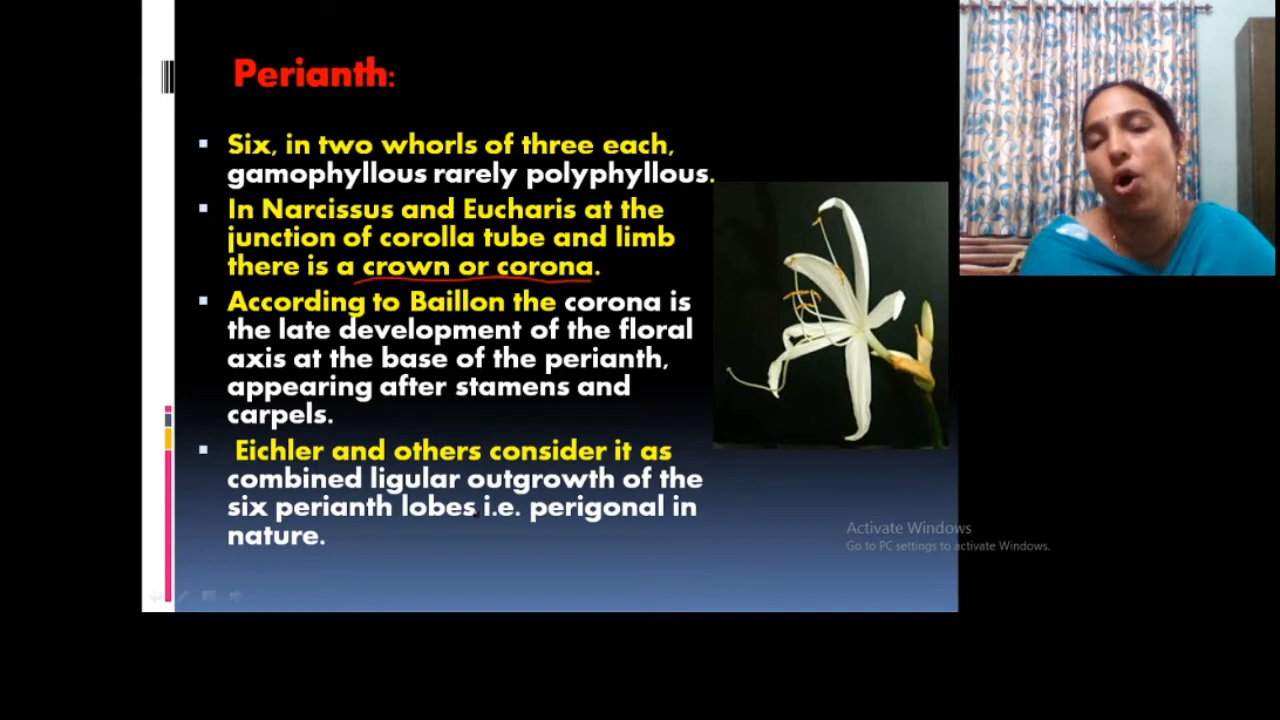 Perianth:
Six, in two whorls of three each,
gamophyllous rarely polyphyllous.
In Narcissus and Eucharis at the
junction of corolla tube and limb
there is a crown or corona.
According to Baillon the corona is
the late development of the floral
axis at the base of the perianth,
appearing after stamens and
carpels.
Eichler and others consider it as
combined ligular outgrowth of the
six perianth lobes i.e. perigonal in
nature.
Activate Windows
Go to PC settings to activate Windows.